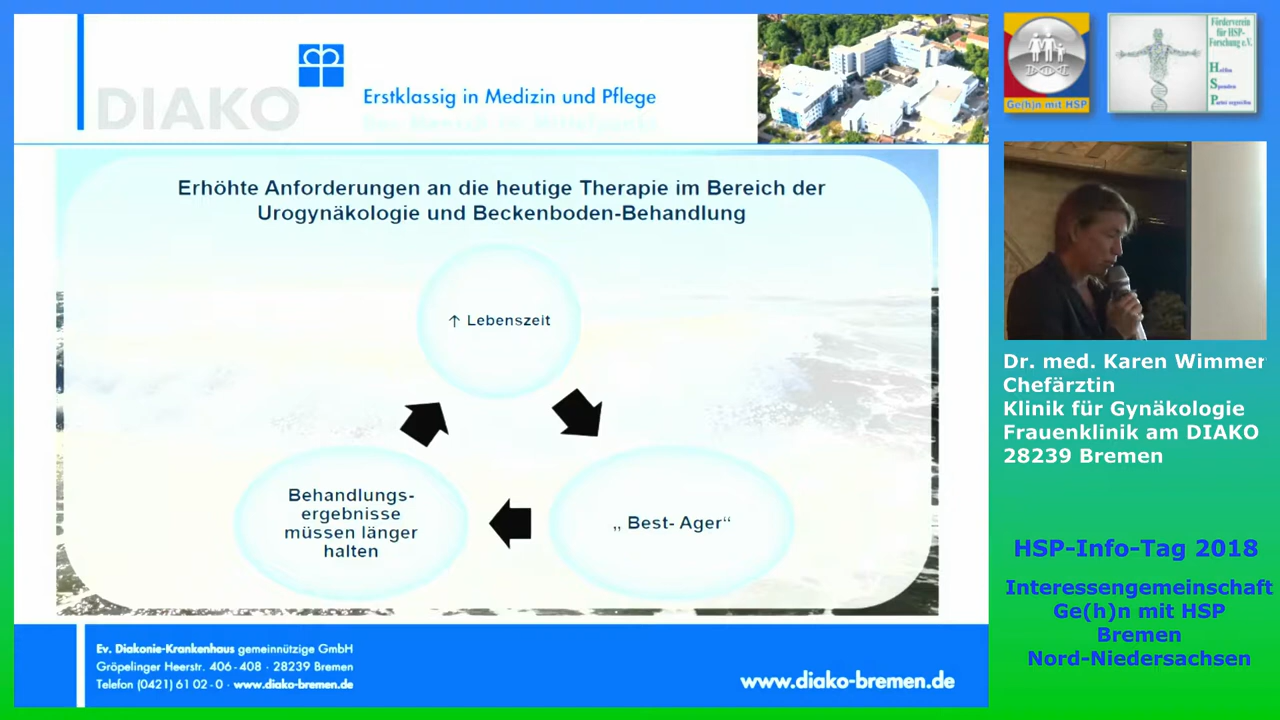 DIAKO
Erstklassig in Medizin und Pflege
Erhöhte Anforderungen an die heutige Therapie im Bereich der
Urogynäkologie und Beckenboden-Behandlung
↑ Lebenszeit
Behandlungs-
ergebnisse
müssen länger
halten
„ Best- Ager“
Ev. Diakonie-Krankenhaus gemeinnützige GmbH
Gröpelinger Heerstr. 406 - 408 · 28239 Bremen
Telefon (0421) 61 02 - 0 · www.diako-bremen.de
www.diako-bremen.de
Ge(h)n mit HSP
Förderverein
für HSP-
Forschung e.V.
Helfen
Spenden
Dr. med. Karen Wimmer
Chefärztin
Klinik für Gynäkologie
Frauenklinik am DIAKO
28239 Bremen
HSP-Info-Tag 2018
Interessengemeinschaft
Ge(h)n mit HSP
Bremen
Nord-Niedersachsen